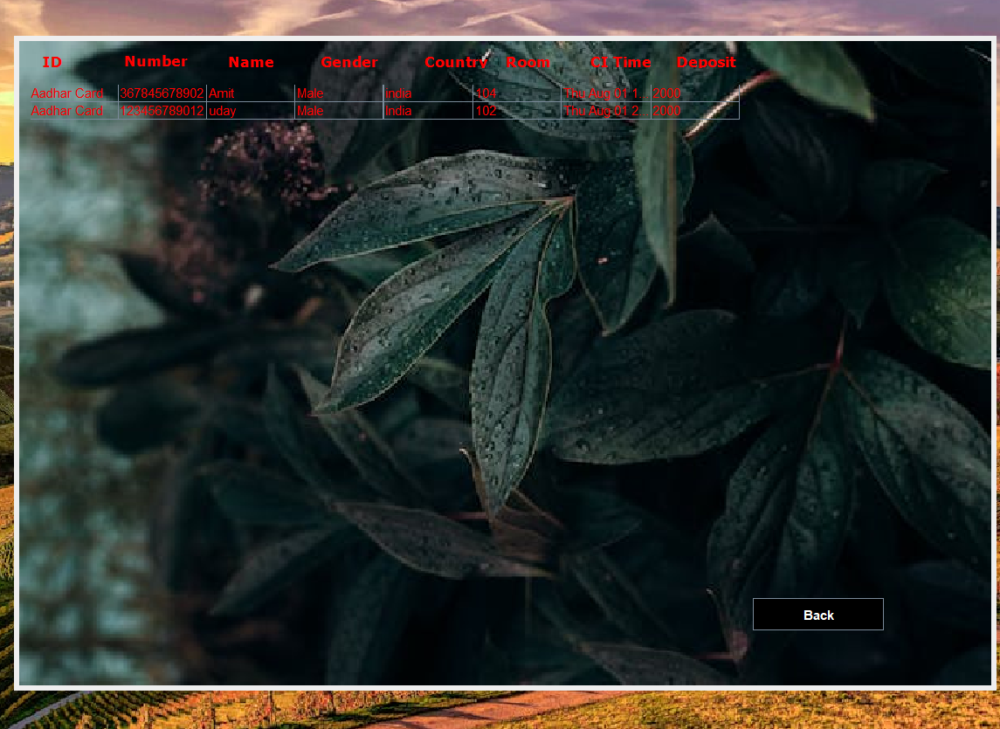 ID Number Name Gender Country Room CI Time Deposit
Aadhar Card 367845678902 Amit Male india 104 Thu Aug 01 1 2000
Aadhar Card 123456789012 uday Male India 102 Thu Aug 01 2 2000
Back